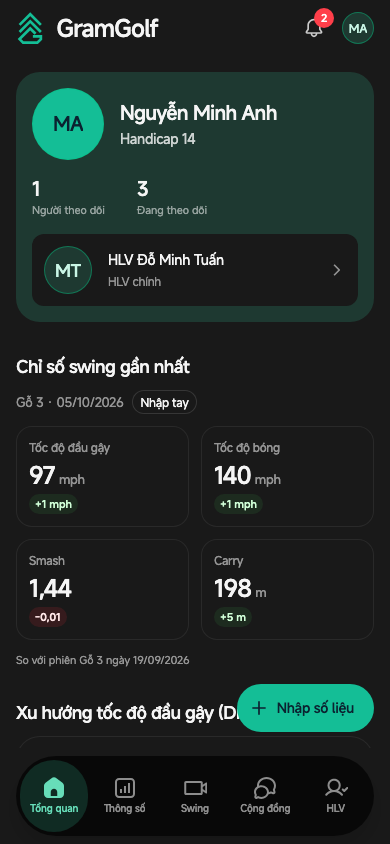 GramGolf
2
MA
MA
Nguyễn Minh Anh
Handicap 14
1
Người theo dõi
3
Đang theo dõi
MT
HLV Đỗ Minh Tuấn
HLV chính
Chỉ số swing gần nhất
Gỗ 3 · 05/10/2026
Nhập tay
Tốc độ đầu gậy
97 mph
+1 mph
Tốc độ bóng
140 mph
+1 mph
Smash
1,44
-0,01
Carry
198 m
+5 m
So với phiên Gỗ 3 ngày 19/09/2026
Xu hướng tốc độ đầu gậy
Nhập số liệu
Tổng quan
Thông số
Swing
Cộng đồng
HLV